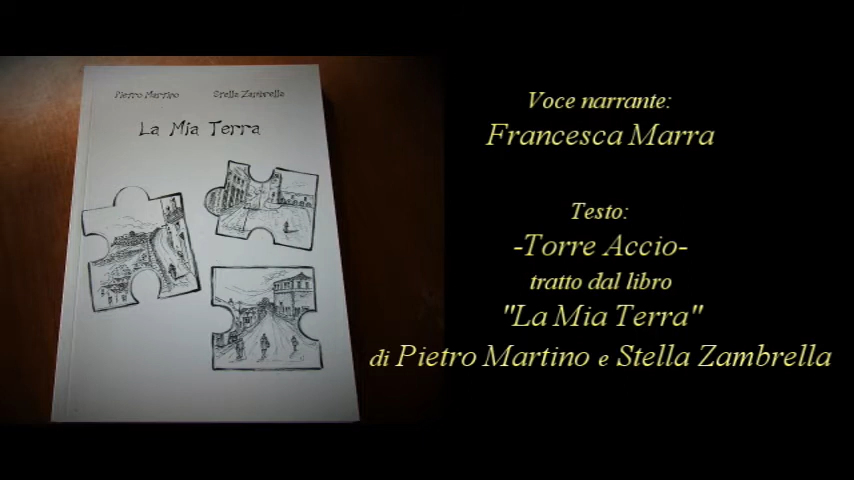 Pietro Martino Stella Zambrella
La Mia Terra
Voce narrante:
Francesca Marra
Testo:
-Torre Accio-
tratto dal libro
"La Mia Terra"
di Pietro Martino e Stella Zambrella